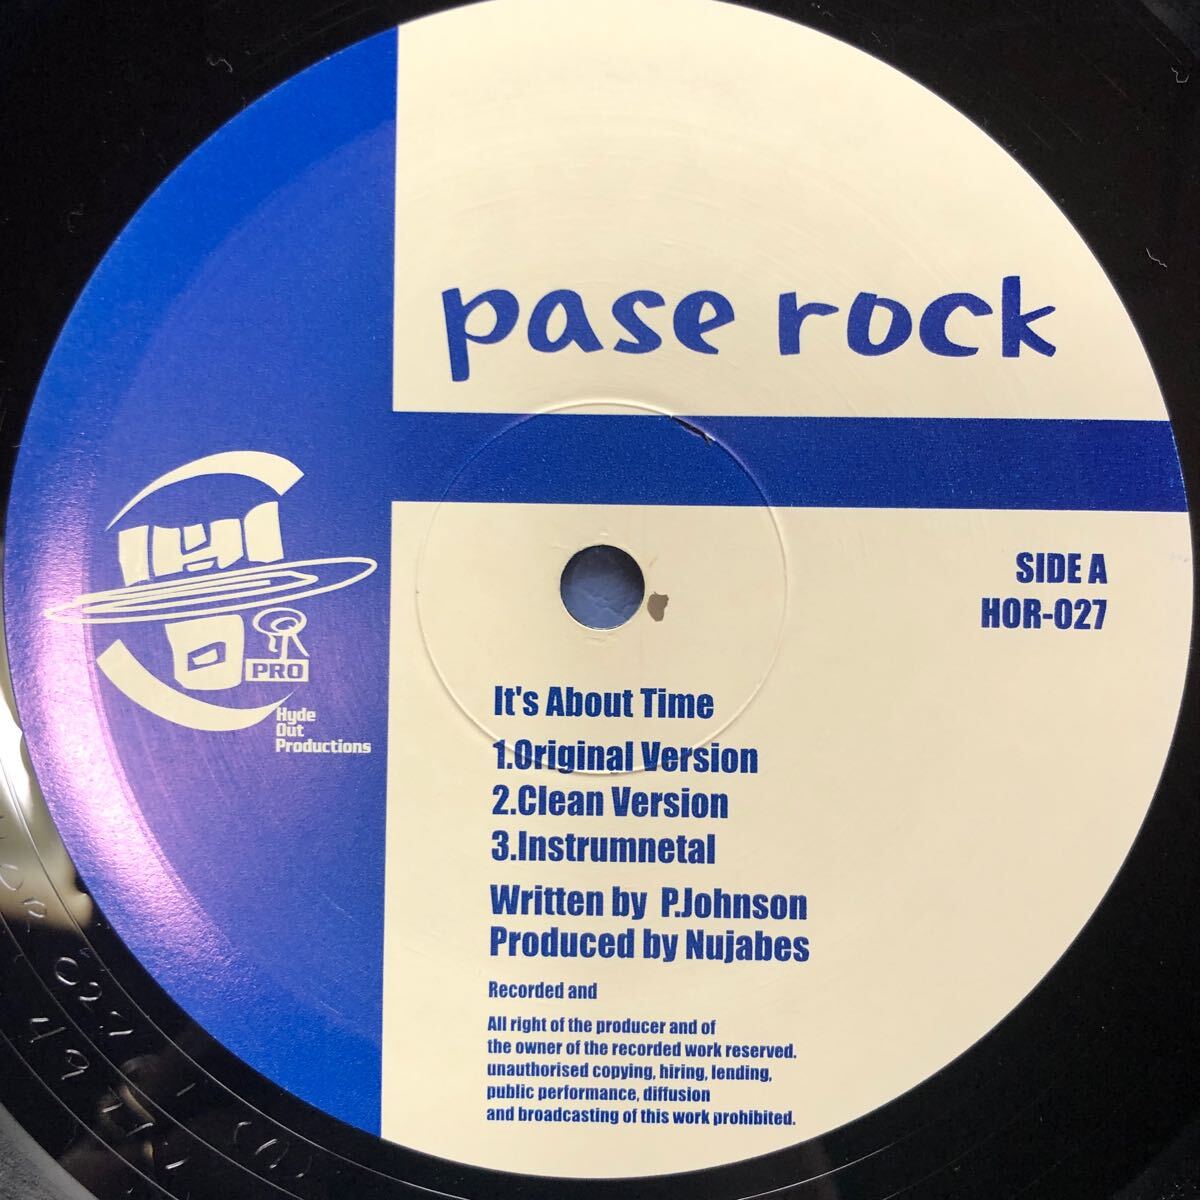 pase rock
SIDE A
HOR-027
PRO
Hyde
Out
Productions
It's About Time
1.Original Version
2.Clean Version
3.Instrumnetal
Written by P.Johnson
Produced by Nujabes
Recorded and
All right of the producer and of
the owner of the recorded work reserved.
unauthorised copying, hiring, lending,
public performance, diffusion
and broadcasting of this work prohibited.